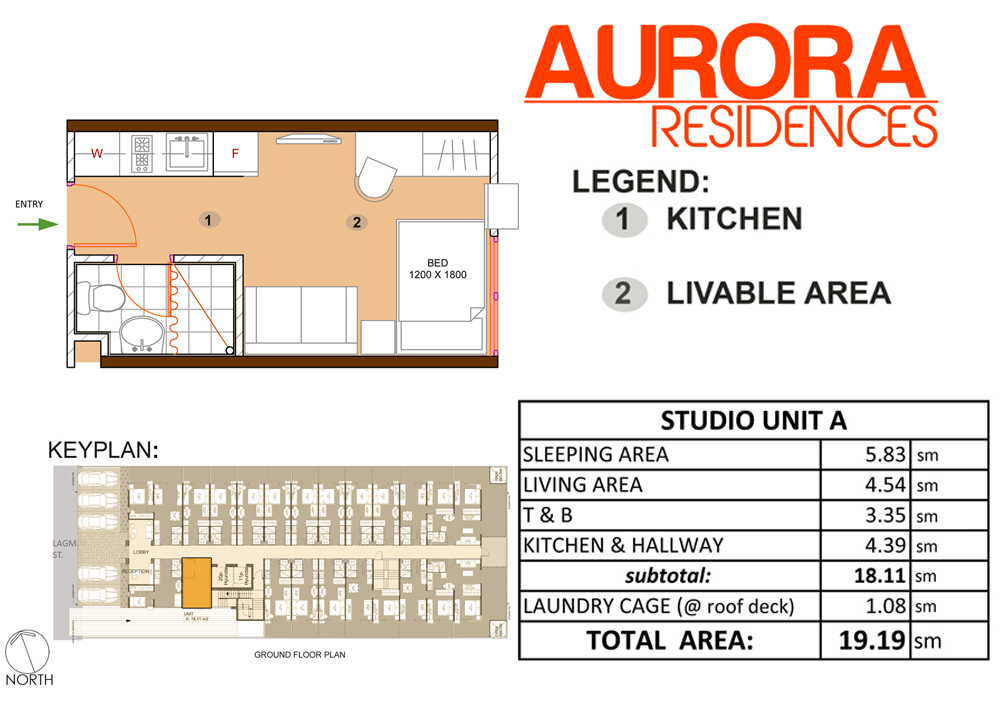 AURORA
RESIDENCES
LEGEND:
1 KITCHEN
2 LIVABLE AREA
ENTRY
W
F
1
2
BED
1200 X 1800
KEYPLAN:
LOBBY
RECEPTION
UNIT
A: 18.11 m2
GROUND FLOOR PLAN
NORTH
STUDIO UNIT A
SLEEPING AREA 5.83 sm
LIVING AREA 4.54 sm
T & B 3.35 sm
KITCHEN & HALLWAY 4.39 sm
subtotal: 18.11 sm
LAUNDRY CAGE (@ roof deck) 1.08 sm
TOTAL AREA: 19.19 sm